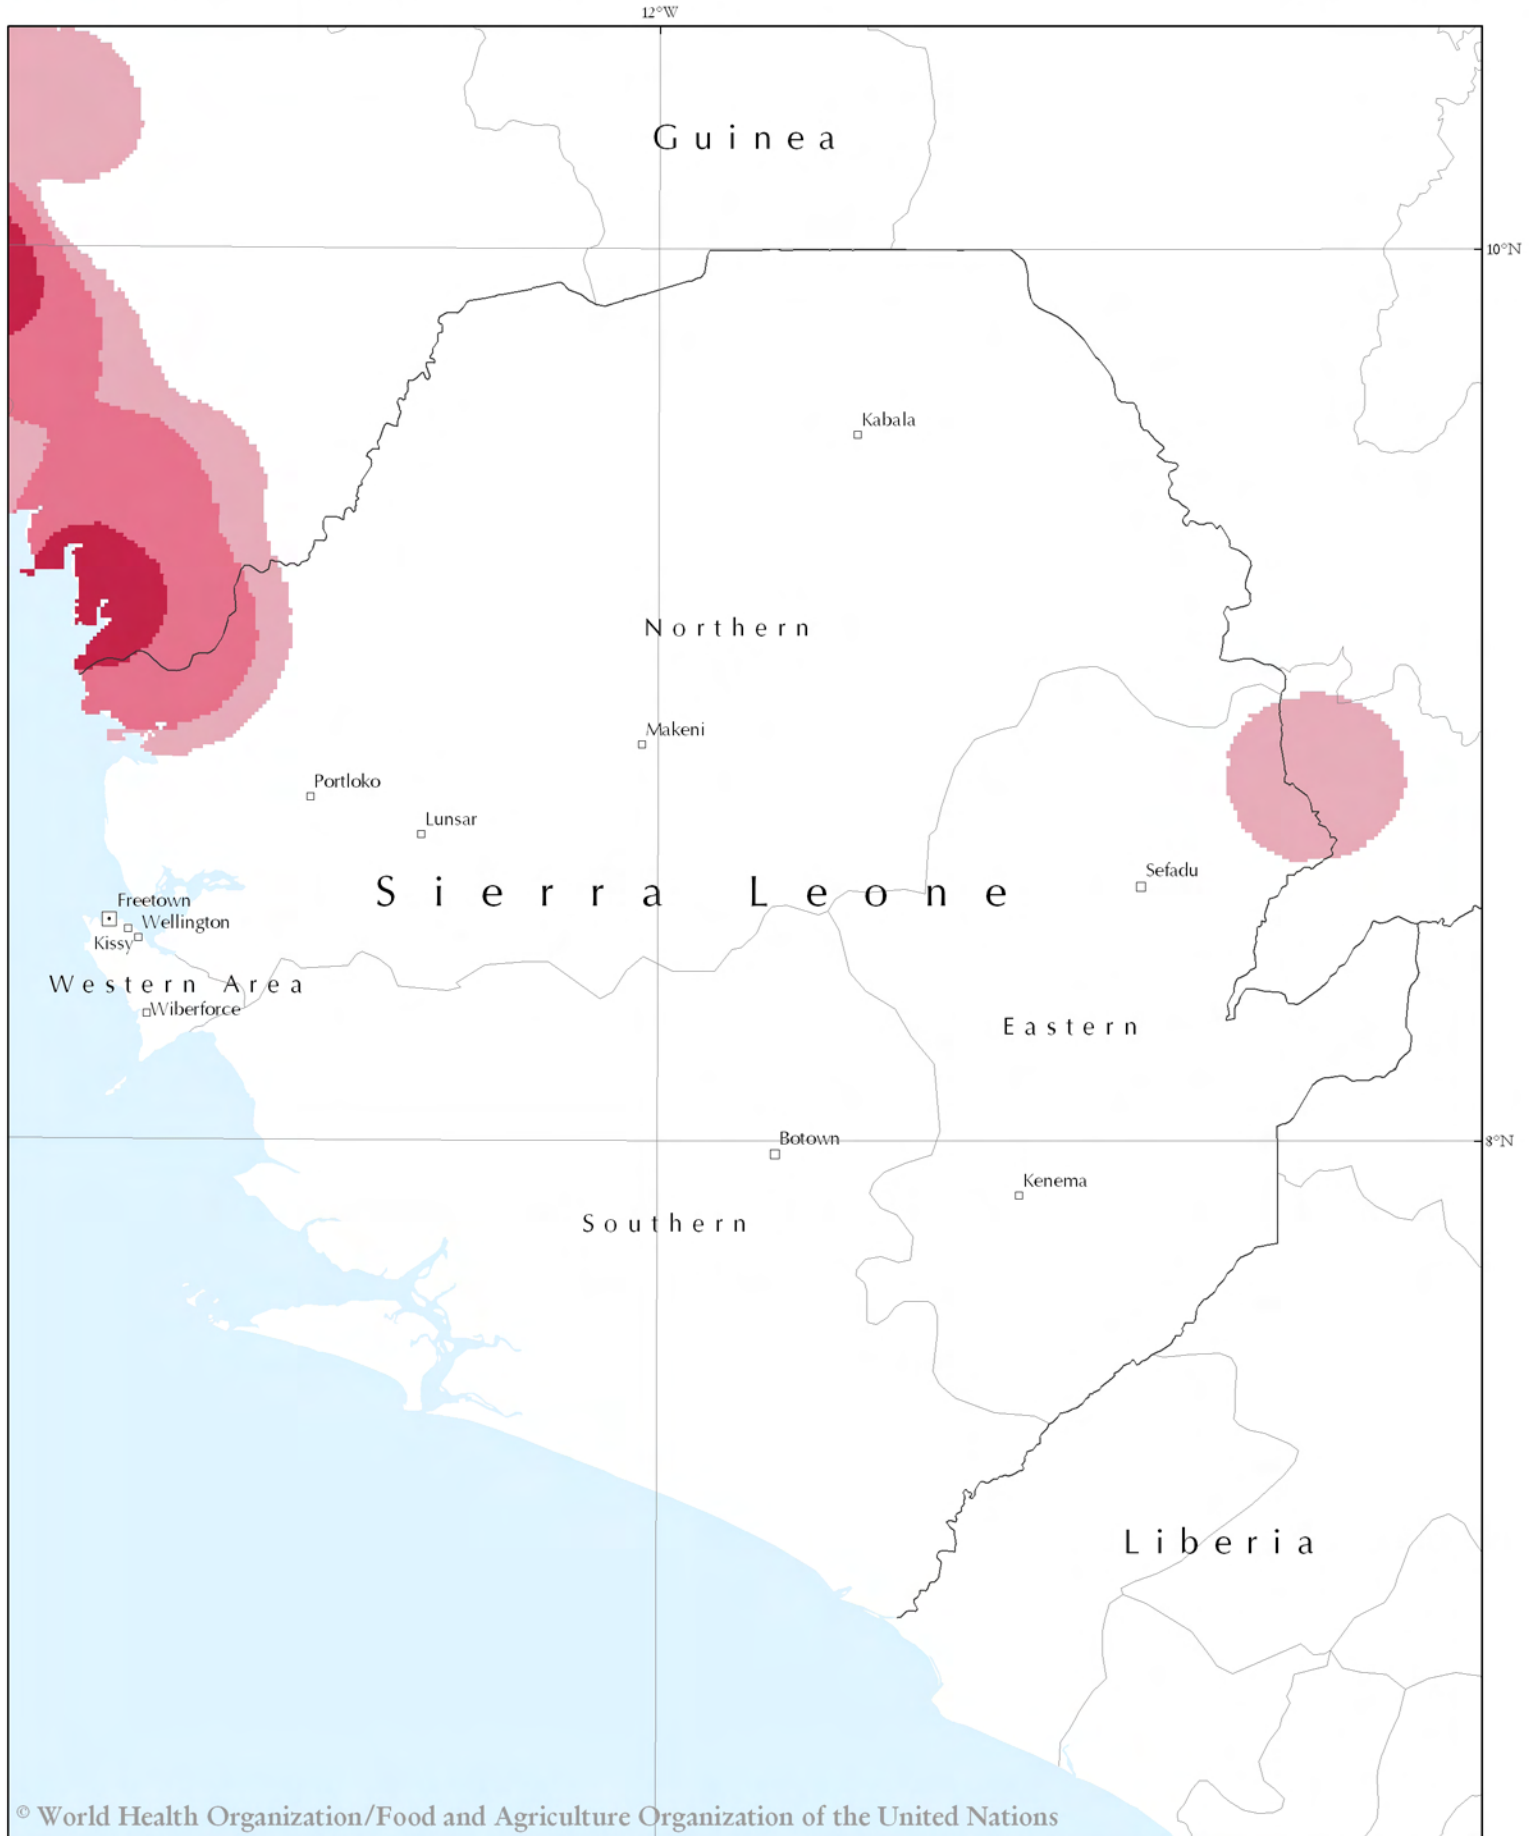 12°W
Guinea
10°N
Kabala
Northern
Makeni
Portloko
Lunsar
Sefadu
Sierra Leone
Freetown
Wellington
Kissy
Western Area
Wiberforce
Eastern
8°N
Botown
Kenema
Southern
Liberia
© World Health Organization/Food and Agriculture Organization of the United Nations